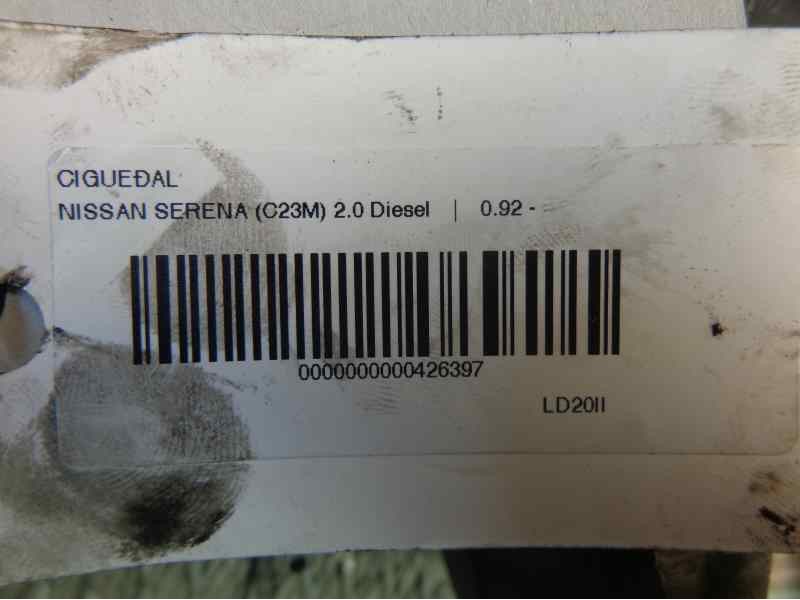 CIGUEÐAL
NISSAN SERENA (C23M) 2.0 Diesel | 0.92 -
0000000000426397
LD20II